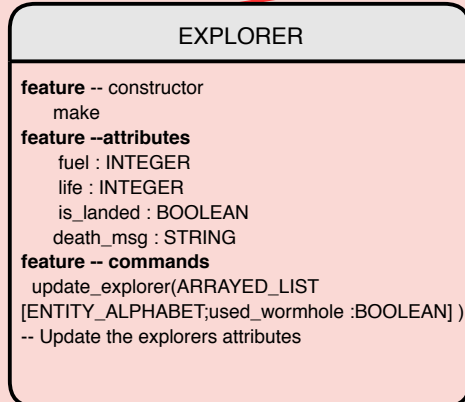 EXPLORER
feature -- constructor
make
feature --attributes
fuel : INTEGER
life : INTEGER
is_landed : BOOLEAN
death_msg : STRING
feature -- commands
update_explorer(ARRAYED_LIST
[ENTITY_ALPHABET;used_wormhole :BOOLEAN] )
-- Update the explorers attributes